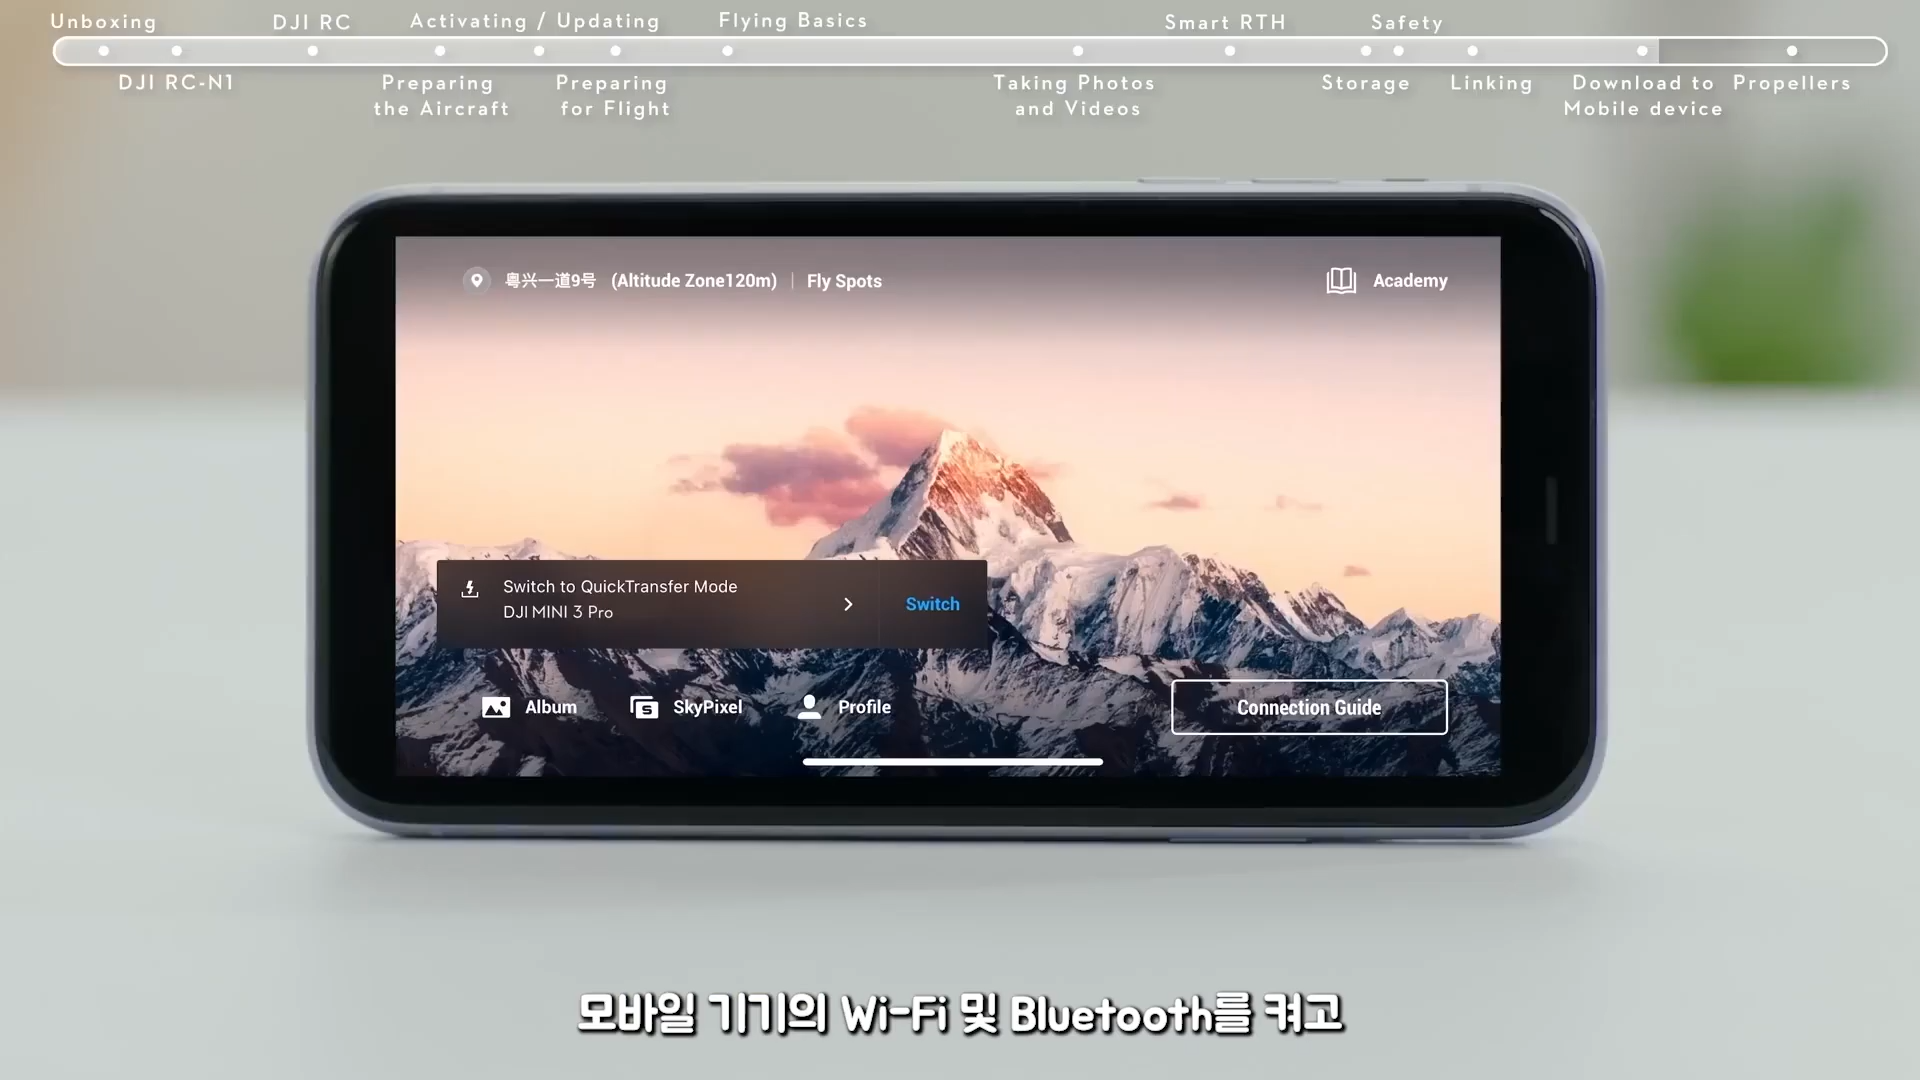 Unboxing
DJI RC
Activating / Updating
Flying Basics
Smart RTH
Safety
DJI RC-N1
Preparing
the Aircraft
Preparing
for Flight
Taking Photos
and Videos
Storage
Linking
Download to
Mobile device
Propellers
粤兴一道9号 (Altitude Zone120m) | Fly Spots
Academy
Switch to QuickTransfer Mode
DJI MINI 3 Pro
Switch
Album
SkyPixel
Profile
Connection Guide
모바일 기기의 Wi-Fi 및 Bluetooth를 켜고